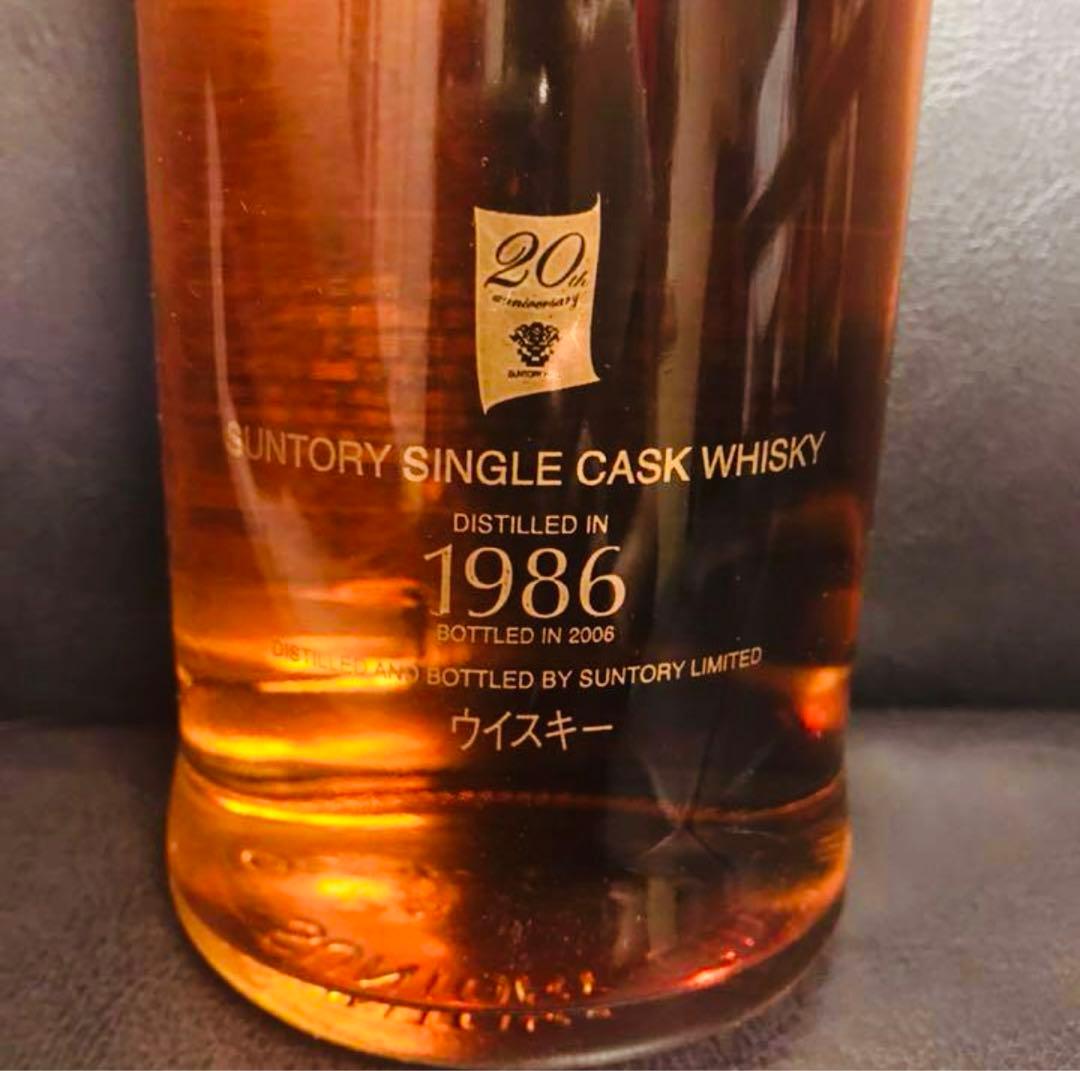 20th
anniversary
SUNTORY
SUNTORY SINGLE CASK WHISKY
DISTILLED IN
1986
BOTTLED IN 2006
DISTILLED AND BOTTLED BY SUNTORY LIMITED
ウイスキー